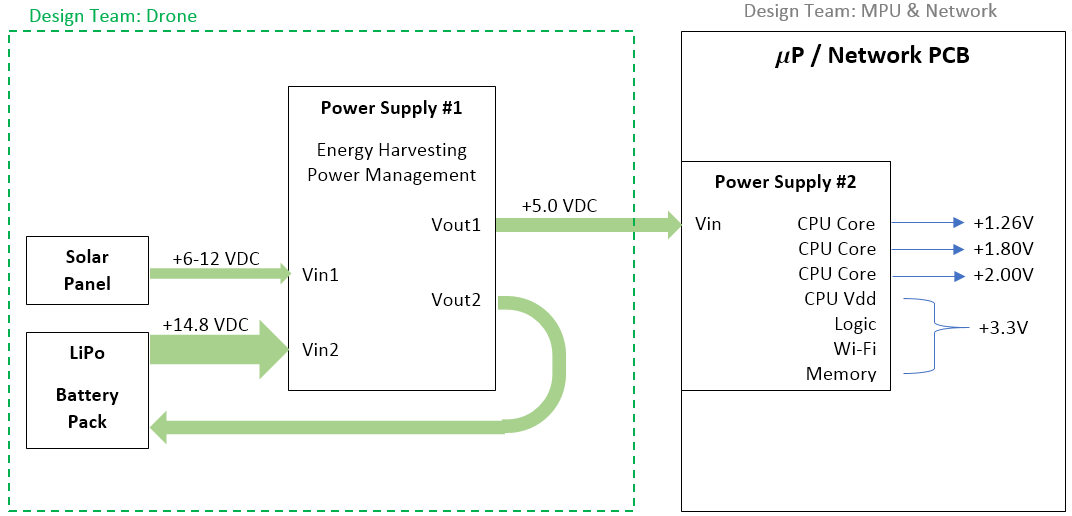 Design Team: Drone
Design Team: MPU & Network
µP / Network PCB
Power Supply #1
Energy Harvesting
Power Management
Vout1
Vin1
Vout2
Vin2
Solar
Panel
+6-12 VDC
+14.8 VDC
LiPo
Battery
Pack
+5.0 VDC
Power Supply #2
Vin
CPU Core
+1.26V
CPU Core
+1.80V
CPU Core
+2.00V
CPU Vdd
Logic
Wi-Fi
Memory
+3.3V